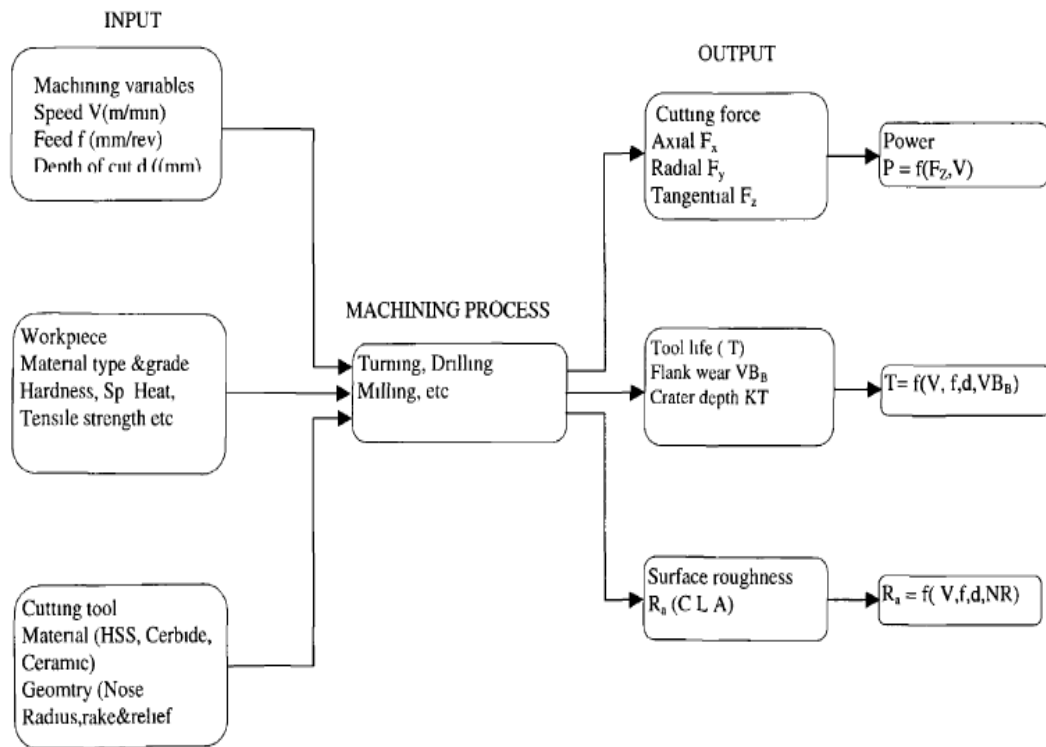 INPUT
Machining variables
Speed V(m/min)
Feed f (mm/rev)
Depth of cut d ((mm)
Workpiece
Material type &grade
Hardness, Sp Heat,
Tensile strength etc
Cutting tool
Material (HSS, Cerbide,
Ceramic)
Geomtry (Nose
Radius,rake&relief
MACHINING PROCESS
Turning, Drilling
Milling, etc
OUTPUT
Cutting force
Axial Fx
Radial Fy
Tangential Fz
Power
P = f(FZ,V)
Tool life ( T)
Flank wear VBB
Crater depth KT
T= f(V, f,d,VBB)
Surface roughness
Ra (C L A)
Ra = f( V,f,d,NR)